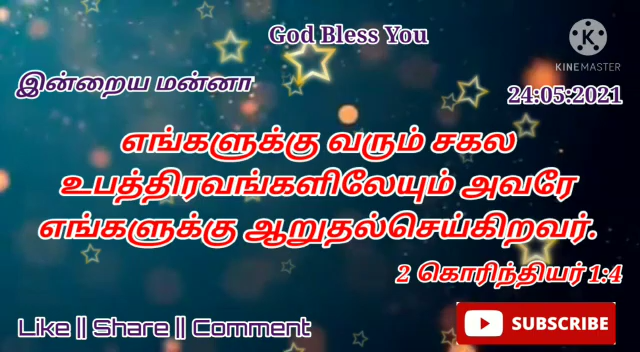 God Bless You
KINEMASTER
இன்றைய மன்னா
24:05:2021
எங்களுக்கு வரும் சகல
உபத்திரவங்களிலேயும் அவரே
எங்களுக்கு ஆறுதல்செய்கிறவர்.
2 கொரிந்தியர் 1:4
Like || Share || Comment
SUBSCRIBE